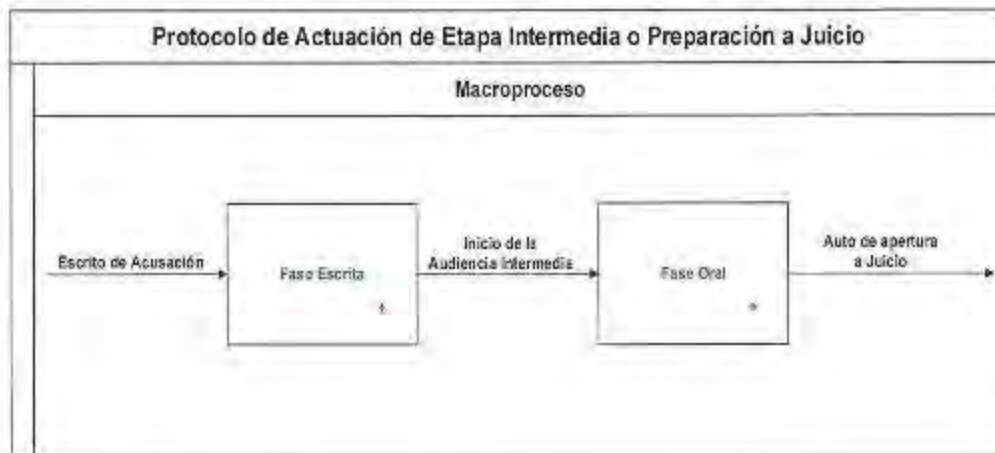 Protocolo de Actuación de Etapa Intermedia o Preparación a Juicio
Macroproceso
Escrito de Acusación
Fase Escrita
Inicio de la
Audiencia Intermedia
Fase Oral
Auto de apertura
a Juicio